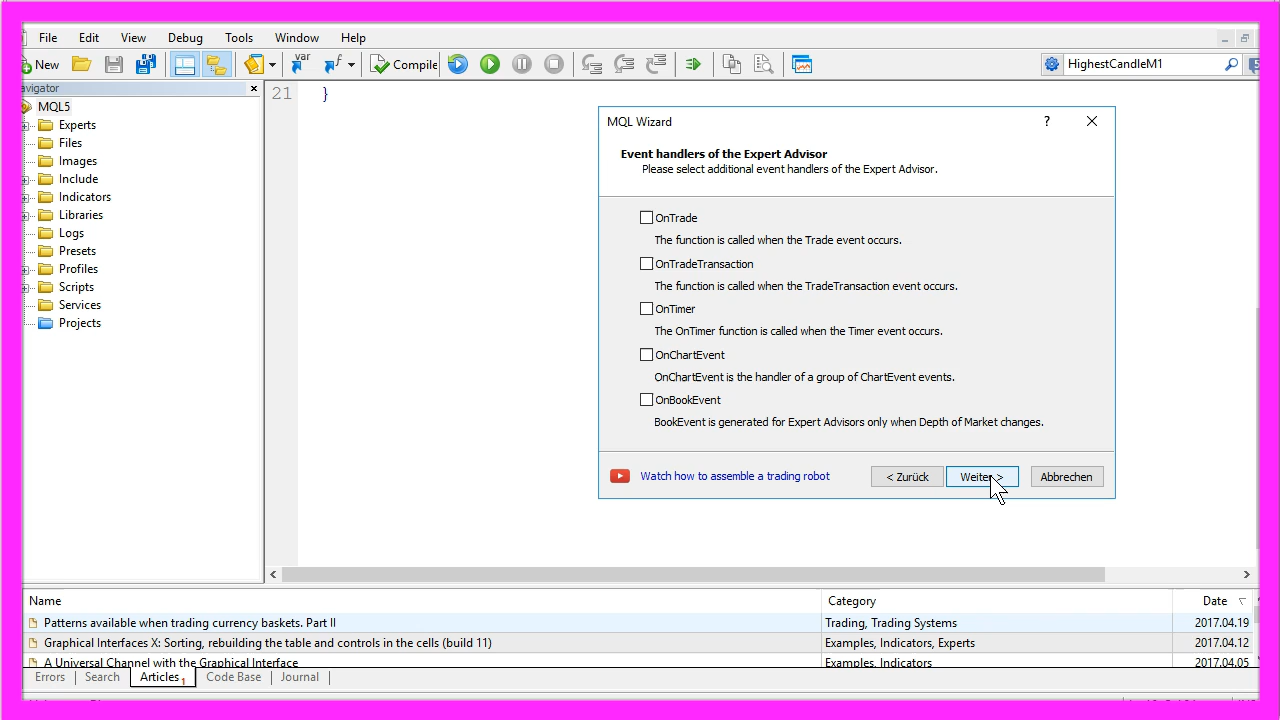 File Edit View Debug Tools Window Help
New var Compile HighestCandleM1
avigator
MQL5
Experts
Files
Images
Include
Indicators
Libraries
Logs
Presets
Profiles
Scripts
Services
Projects
21 }
MQL Wizard ?
Event handlers of the Expert Advisor
Please select additional event handlers of the Expert Advisor.
OnTrade
The function is called when the Trade event occurs.
OnTradeTransaction
The function is called when the TradeTransaction event occurs.
OnTimer
The OnTimer function is called when the Timer event occurs.
OnChartEvent
OnChartEvent is the handler of a group of ChartEvent events.
OnBookEvent
BookEvent is generated for Expert Advisors only when Depth of Market changes.
Watch how to assemble a trading robot < Zurück Weiter > Abbrechen
Name Category Date
Patterns available when trading currency baskets. Part II Trading, Trading Systems 2017.04.19
Graphical Interfaces X: Sorting, rebuilding the table and controls in the cells (build 11) Examples, Indicators, Experts 2017.04.12
A Universal Channel with the Graphical Interface Examples, Indicators 2017.04.05
Errors Search Articles 1 Code Base Journal